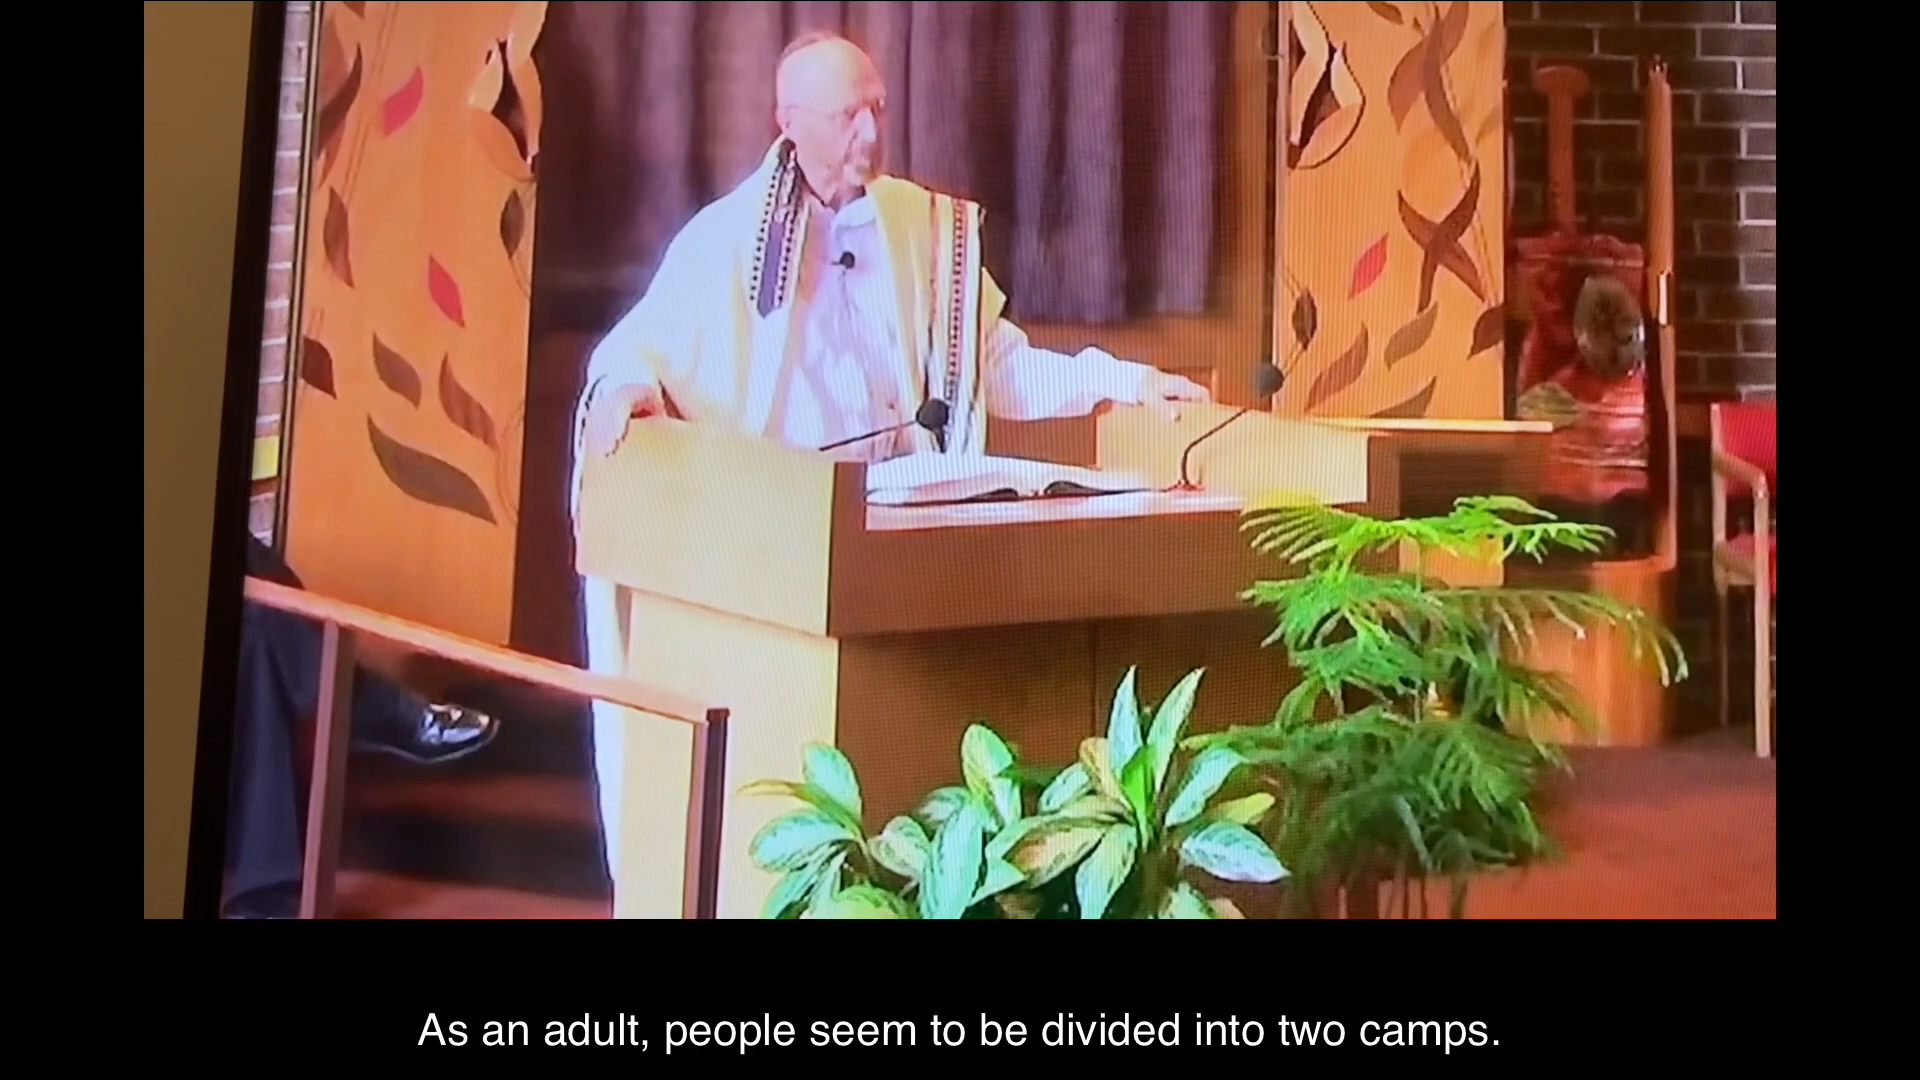 As an adult, people seem to be divided into two camps.